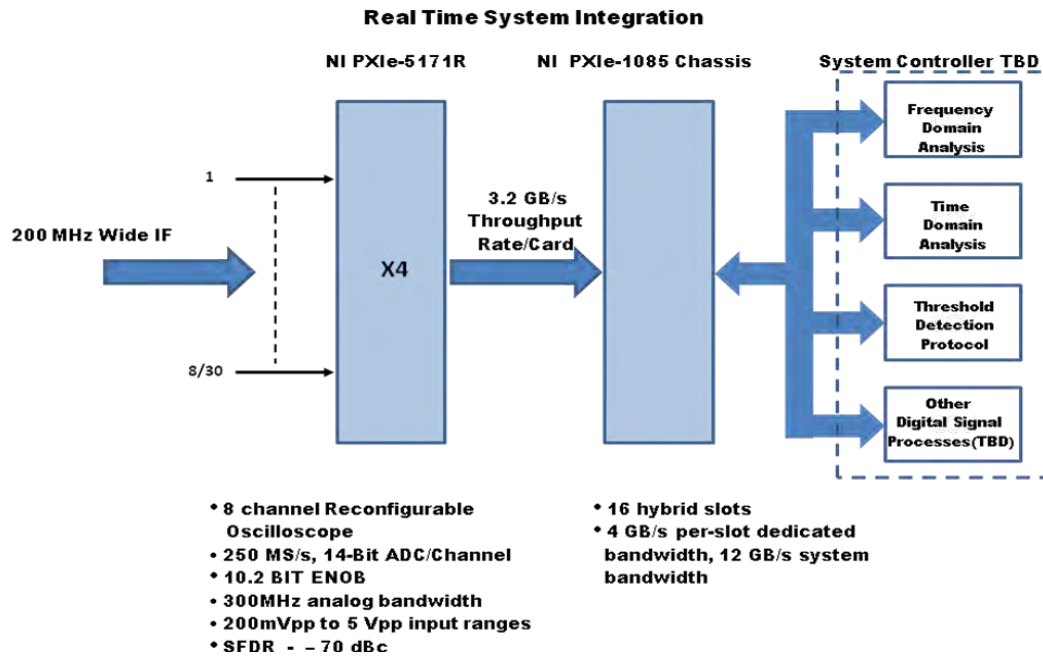 Real Time System Integration
NI PXIe-5171R
NI PXIe-1085 Chassis
System Controller TBD
200 MHz Wide IF
1
8/30
X4
3.2 GB/s
Throughput
Rate/Card
Frequency
Domain
Analysis
Time
Domain
Analysis
Threshold
Detection
Protocol
Other
Digital Signal
Processes(TBD)
• 8 channel Reconfigurable
Oscilloscope
• 250 MS/s, 14-Bit ADC/Channel
• 10.2 BIT ENOB
• 300MHz analog bandwidth
• 200mVpp to 5 Vpp input ranges
• SFDR - – 70 dBc
• 16 hybrid slots
• 4 GB/s per-slot dedicated
bandwidth, 12 GB/s system
bandwidth